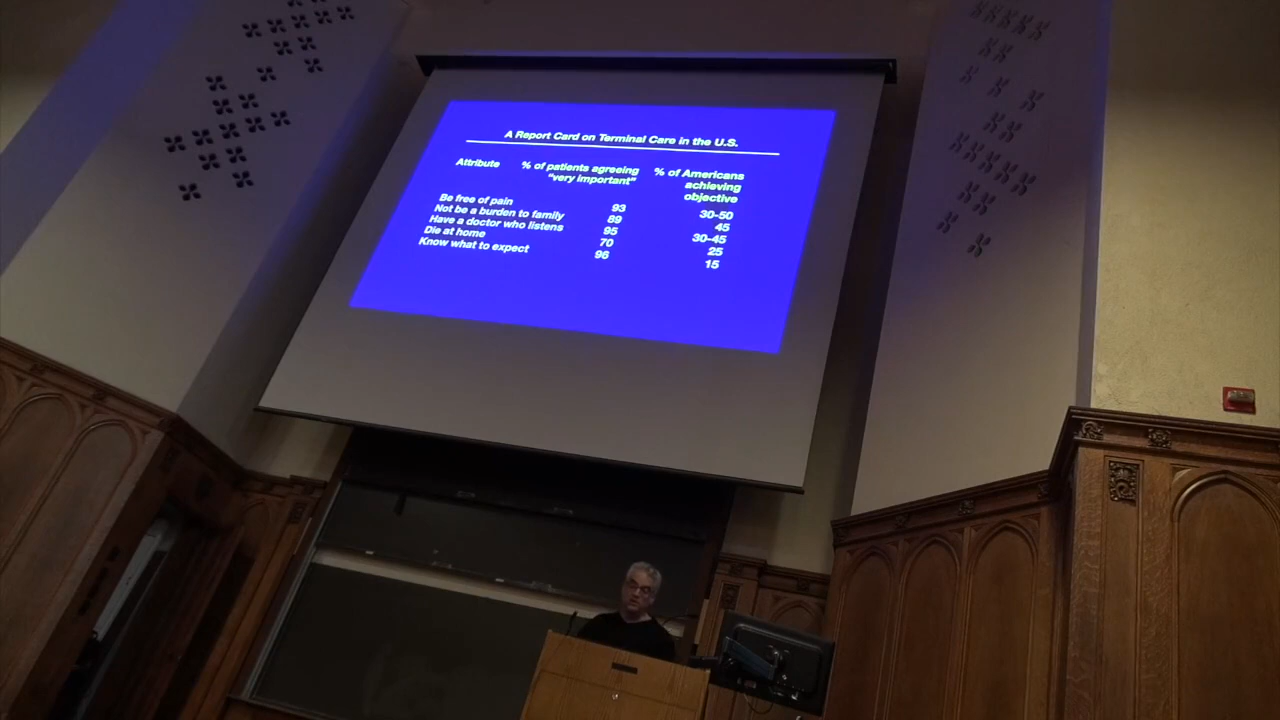 A Report Card on Terminal Care in the U.S.
Attribute % of patients agreeing "very important" % of Americans achieving objective
Be free of pain 93 30-50
Not be a burden to family 89 45
Have a doctor who listens 95 30-45
Die at home 70 25
Know what to expect 96 15